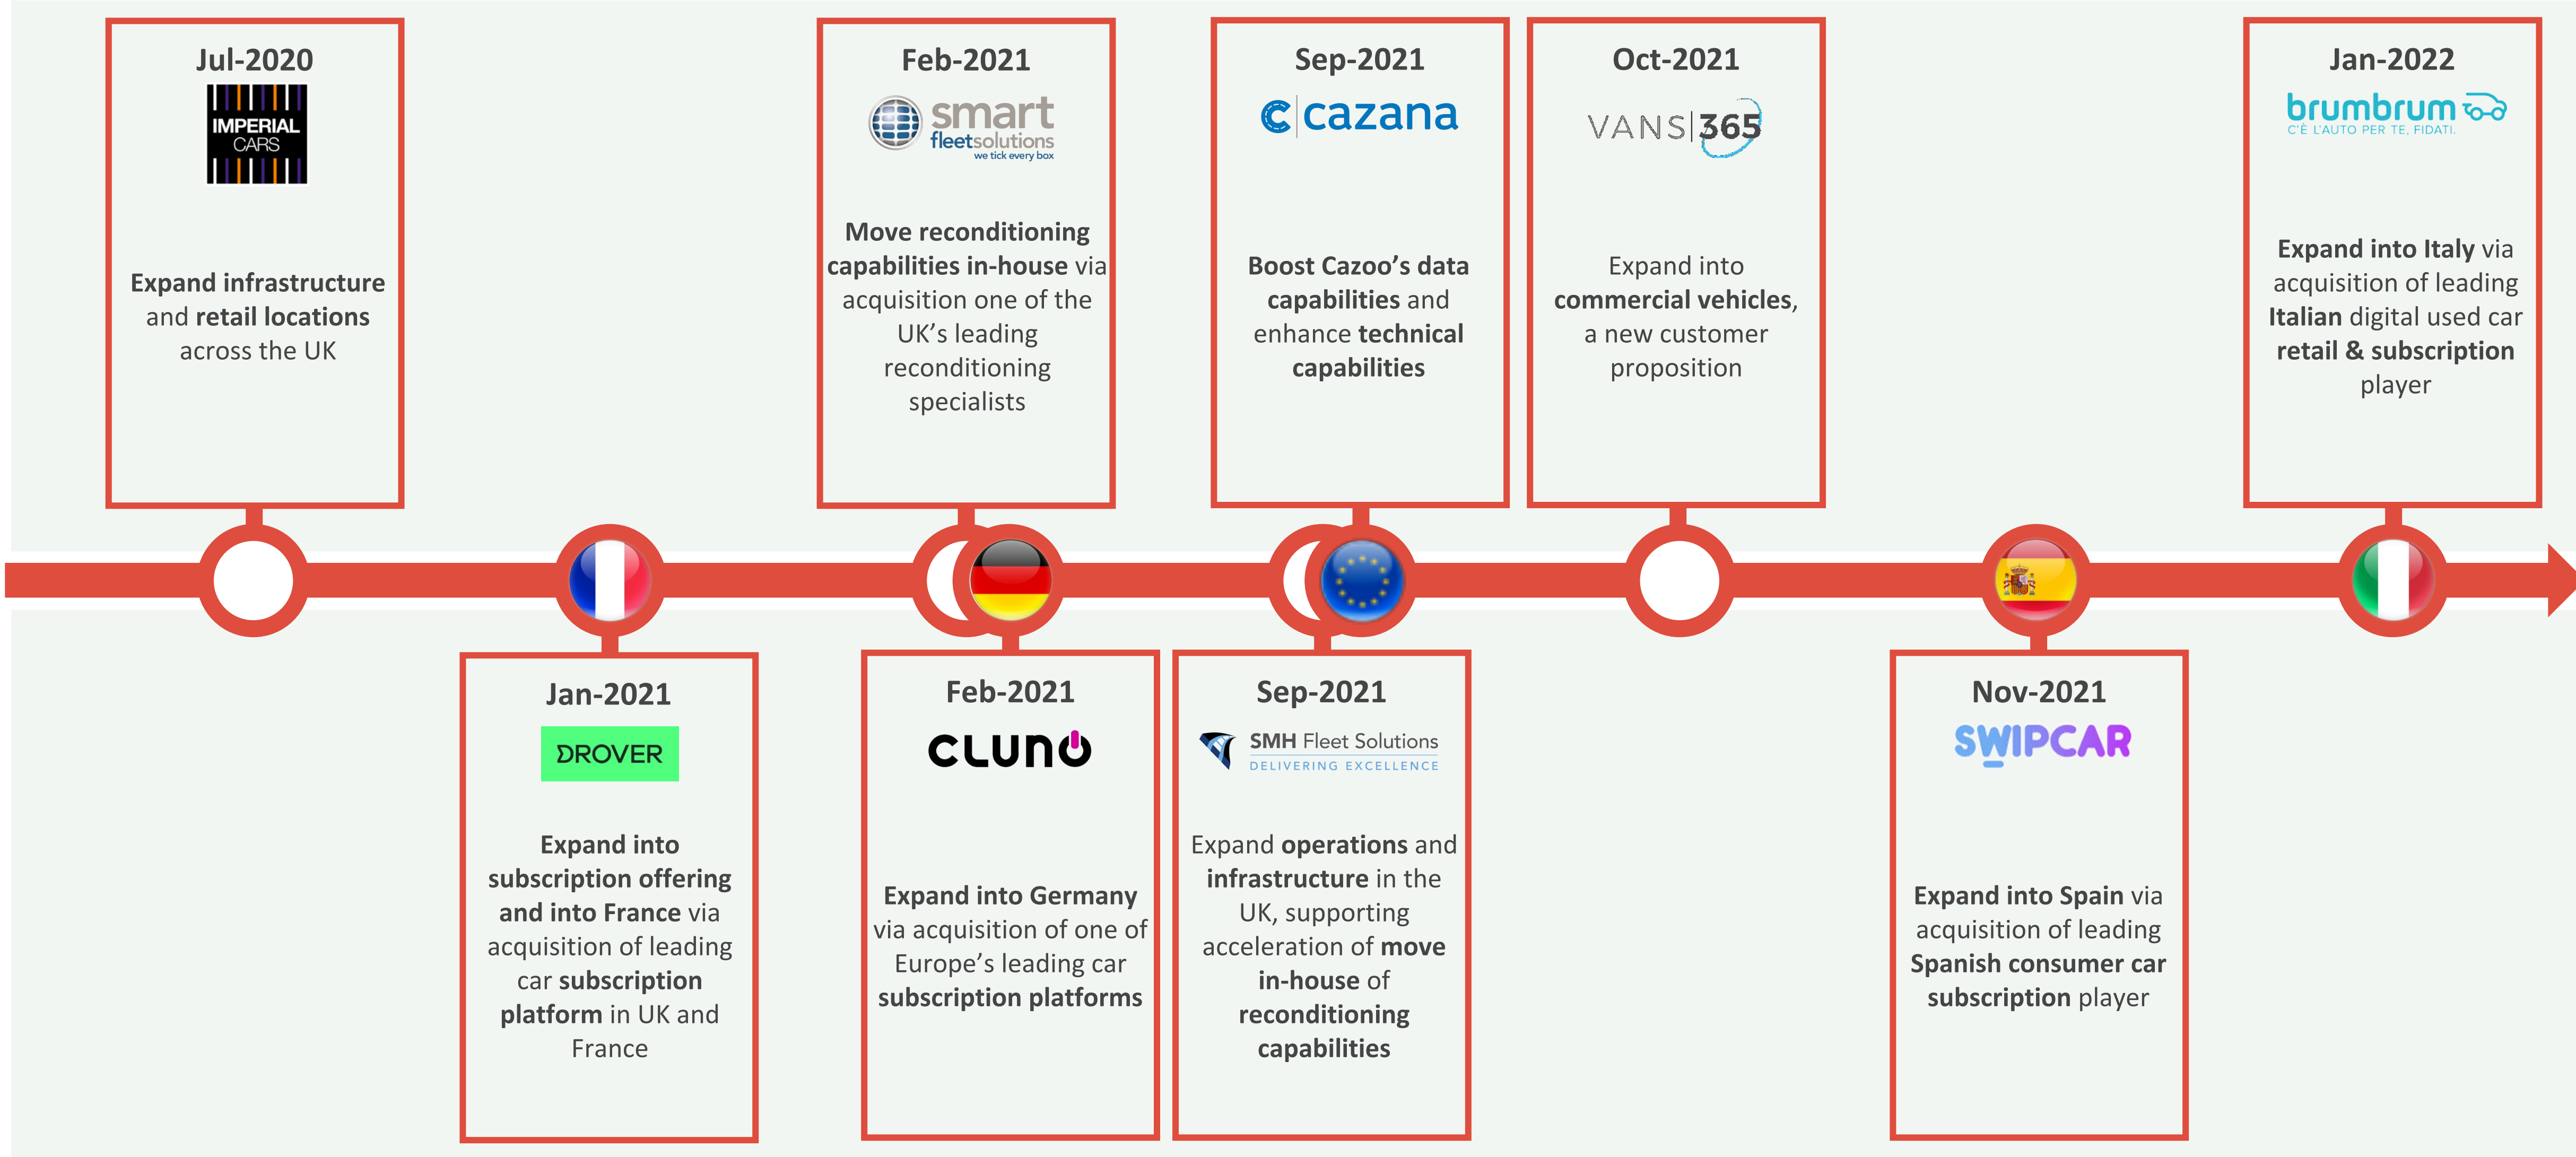 Jul-2020
IMPERIAL
CARS
Expand infrastructure
and retail locations
across the UK
Jan-2021
DROVER
Expand into
subscription offering
and into France via
acquisition of leading
car subscription
platform in UK and
France
Feb-2021
smart
fleetsolutions
we tick every box
Move reconditioning
capabilities in-house via
acquisition one of the
UK’s leading
reconditioning
specialists
Feb-2021
CLUNO
Expand into Germany
via acquisition of one of
Europe’s leading car
subscription platforms
Sep-2021
c cazana
Boost Cazoo’s data
capabilities and
enhance technical
capabilities
Sep-2021
SMH Fleet Solutions
DELIVERING EXCELLENCE
Expand operations and
infrastructure in the
UK, supporting
acceleration of move
in-house of
reconditioning
capabilities
Oct-2021
VANS|365
Expand into
commercial vehicles,
a new customer
proposition
Nov-2021
SWIPCAR
Expand into Spain via
acquisition of leading
Spanish consumer car
subscription player
Jan-2022
brumbrum
C'È L'AUTO PER TE, FIDATI.
Expand into Italy via
acquisition of leading
Italian digital used car
retail & subscription
player